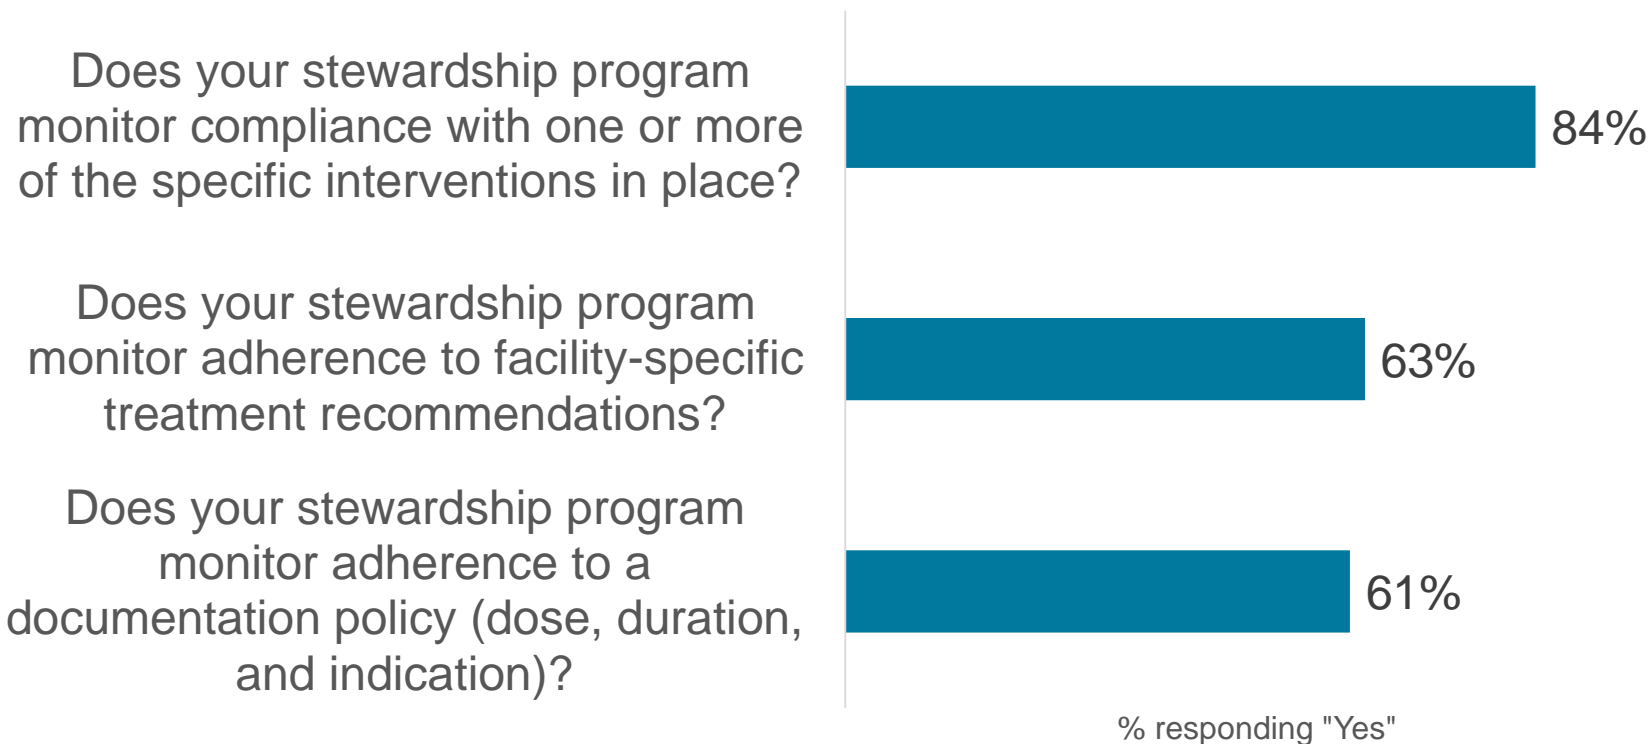 Does your stewardship program
monitor compliance with one or more
of the specific interventions in place?
84%
Does your stewardship program
monitor adherence to facility-specific
treatment recommendations?
63%
Does your stewardship program
monitor adherence to a
documentation policy (dose, duration,
and indication)?
61%
% responding "Yes"